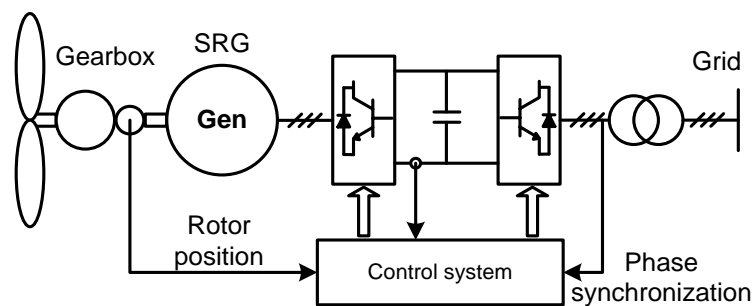 SRG
Gearbox
Grid
Gen
Rotor
position
Control system
Phase
synchronization